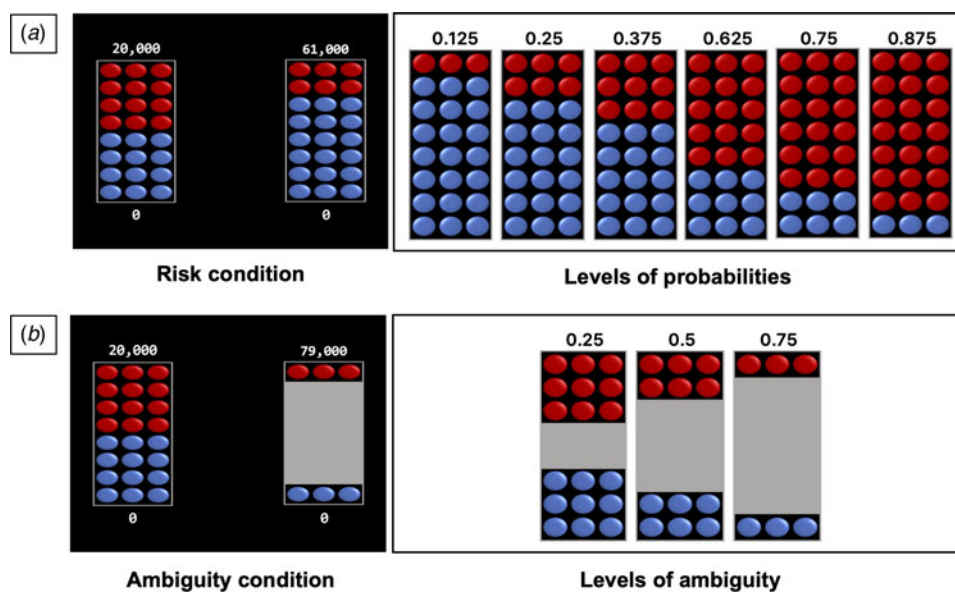 (a)
20,000 61,000
0 0
Risk condition
0.125 0.25 0.375 0.625 0.75 0.875
Levels of probabilities
(b)
20,000 79,000
0 0
Ambiguity condition
0.25 0.5 0.75
Levels of ambiguity